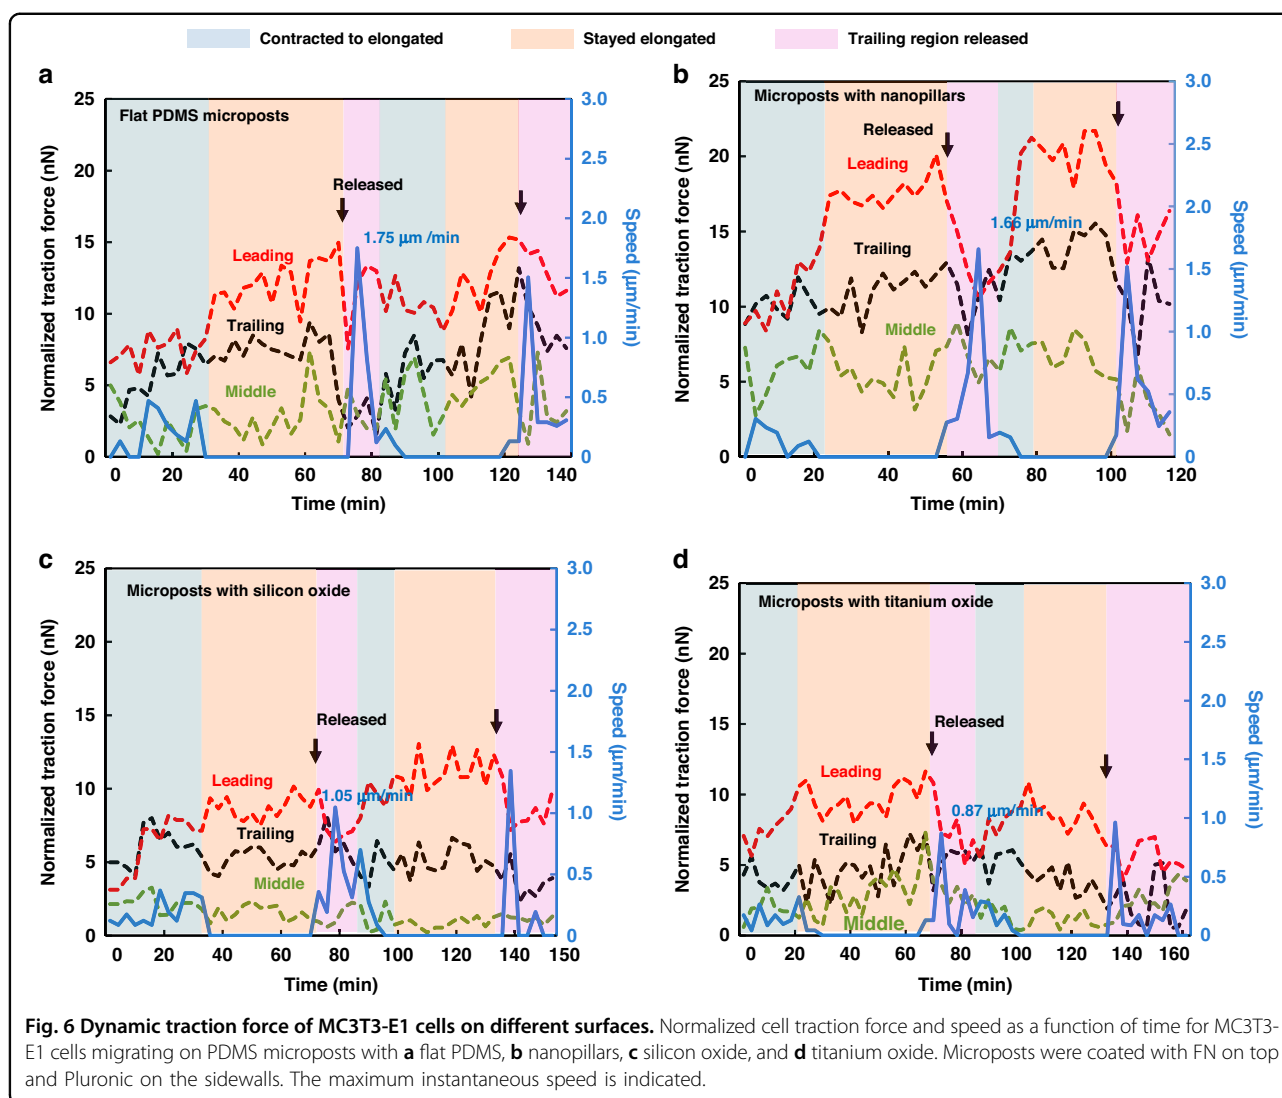 Contracted to elongated Stayed elongated Trailing region released
a
Flat PDMS microposts
Released
1.75 μm /min
Leading
Trailing
Middle
Normalized traction force (nN)
25
20
15
10
5
0
3.0
2.5
2.0
1.5
1.0
0.5
0
Speed (μm/min)
0 20 40 60 80 100 120 140
Time (min)
b
Microposts with nanopillars
Released
Leading
1.66 μm/min
Trailing
Middle
Normalized traction force (nN)
25
20
15
10
5
0
3.0
2.5
2.0
1.5
1.0
0.5
0
Speed (μm/min)
0 20 40 60 80 100 120
Time (min)
c
Microposts with silicon oxide
Released
Leading
1.05 μm/min
Trailing
Middle
Normalized traction force (nN)
25
20
15
10
5
0
3.0
2.5
2.0
1.5
1.0
0.5
0
Speed (μm/min)
0 20 40 60 80 100 120 140 150
Time (min)
d
Microposts with titanium oxide
Released
Leading
0.87 μm/min
Trailing
Middle
Normalized traction force (nN)
25
20
15
10
5
0
3.0
2.5
2.0
1.5
1.0
0.5
0
Speed (μm/min)
0 20 40 60 80 100 120 140 160
Time (min)
Fig. 6 Dynamic traction force of MC3T3-E1 cells on different surfaces. Normalized cell traction force and speed as a function of time for MC3T3-
E1 cells migrating on PDMS microposts with a flat PDMS, b nanopillars, c silicon oxide, and d titanium oxide. Microposts were coated with FN on top
and Pluronic on the sidewalls. The maximum instantaneous speed is indicated.